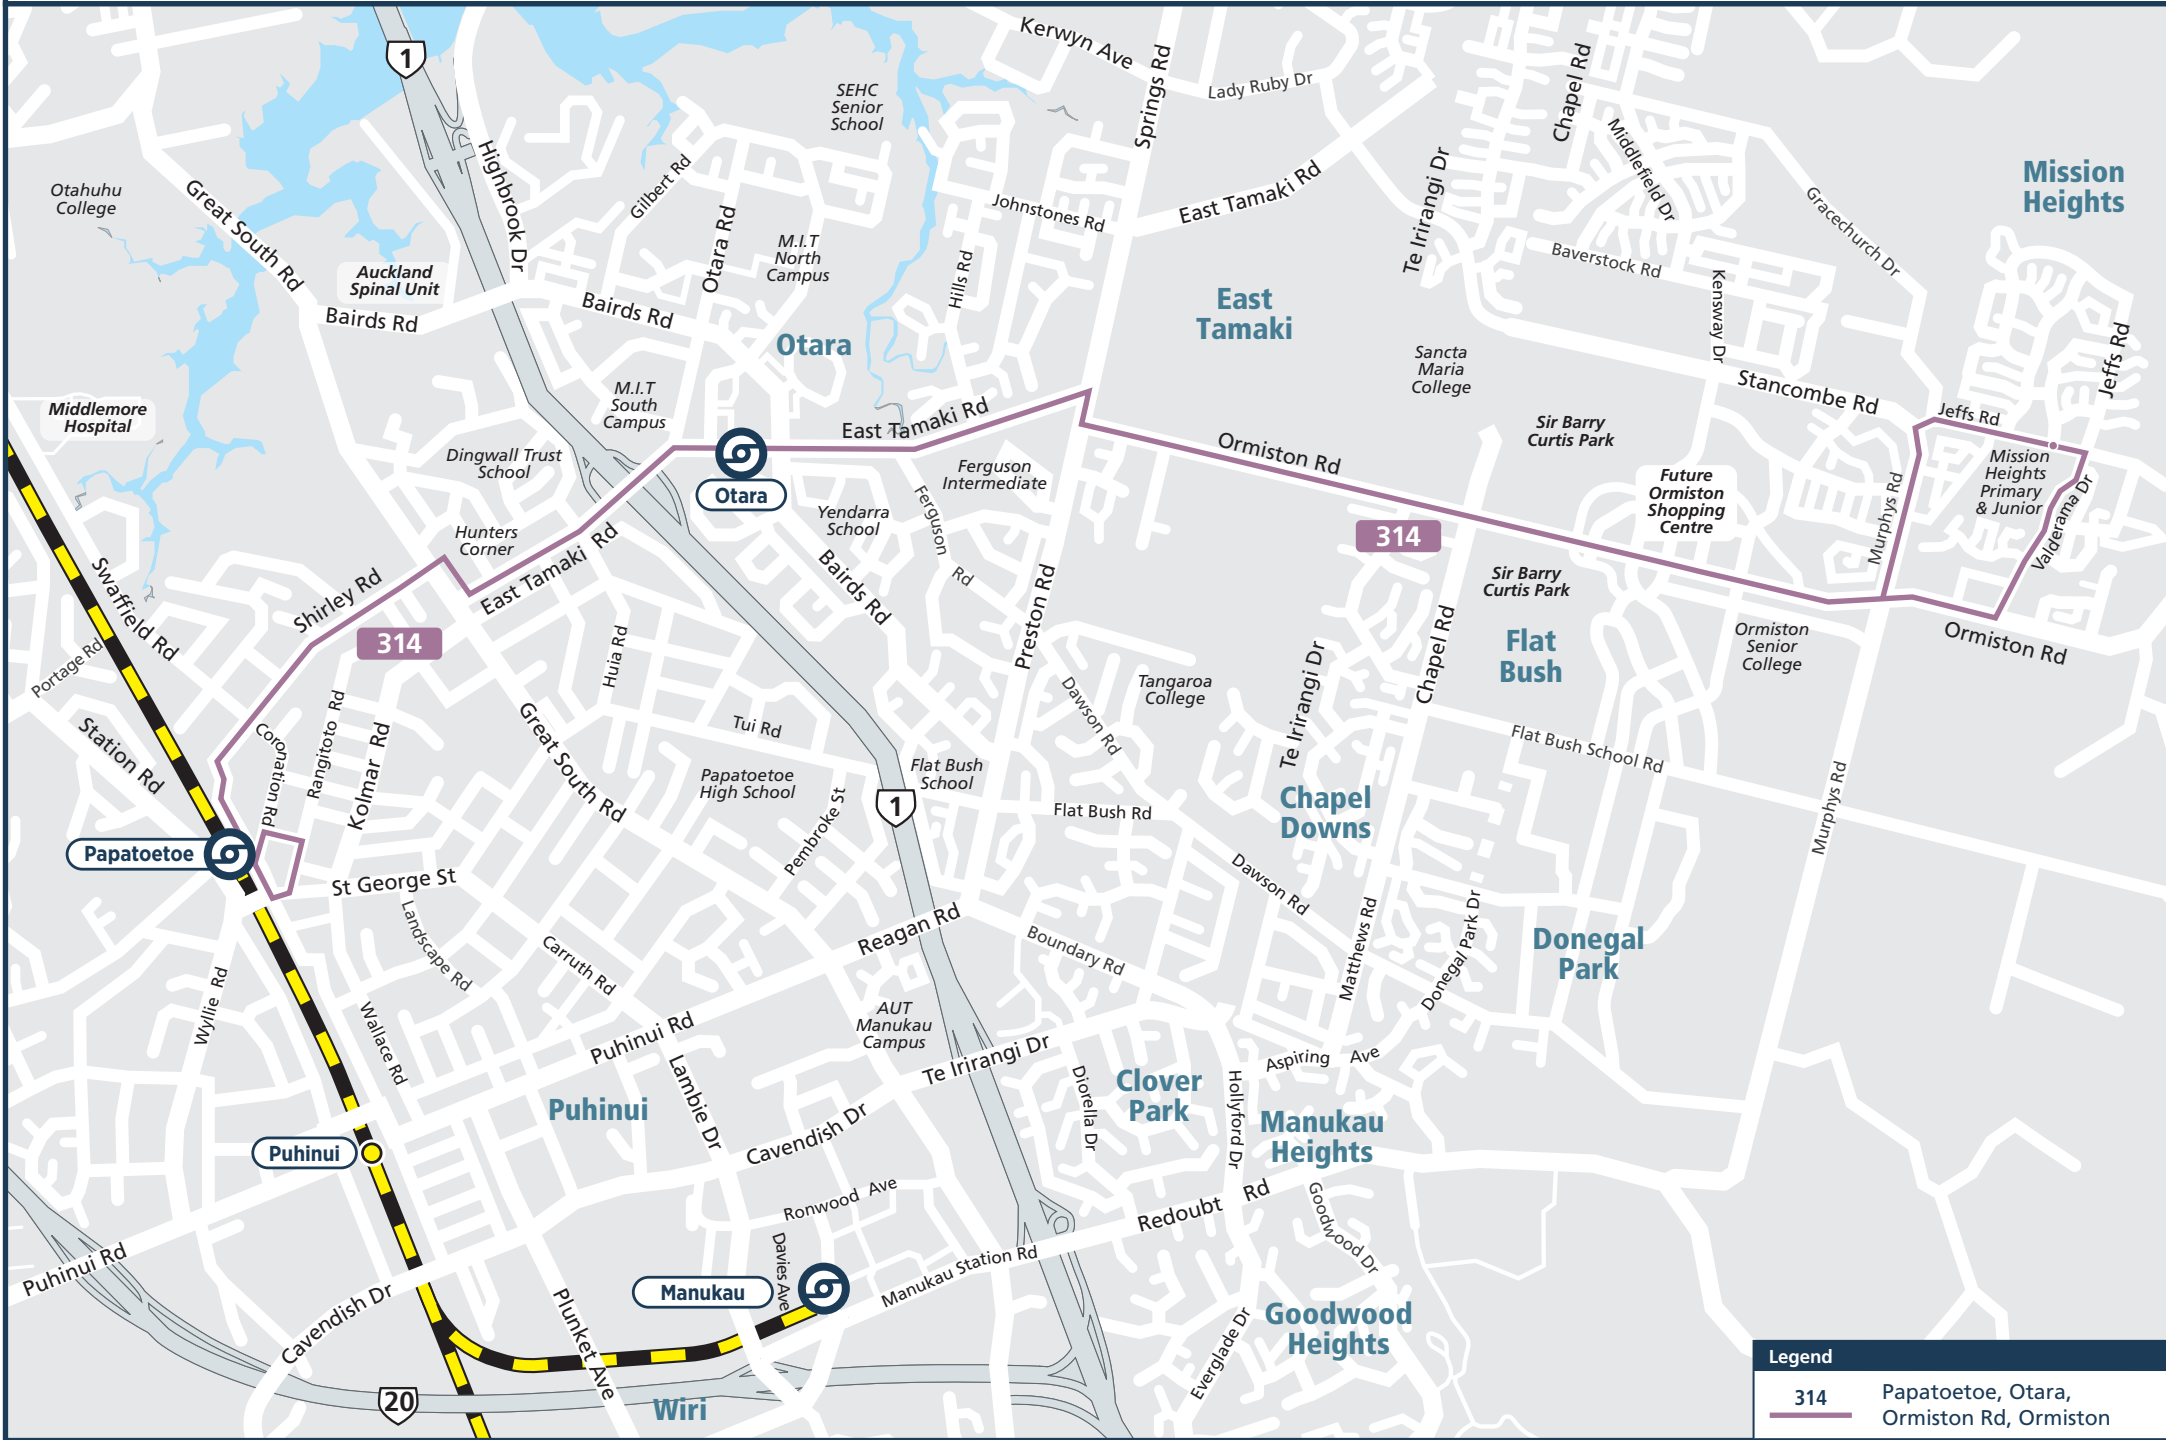 1
Kerwyn Ave
Springs Rd
Lady Ruby Dr
Chapel Rd
Middlefield Dr
SEHC
Senior
School
Highbrook Dr
Gilbert Rd
Te Irirangi Dr
Mission
Heights
Otahuhu
College
Great South Rd
Johnstones Rd
East Tamaki Rd
Gracechurch Dr
Otara Rd
M.I.T
North
Campus
Hills Rd
Baverstock Rd
Kensway Dr
Auckland
Spinal Unit
Bairds Rd
Bairds Rd
East
Tamaki
Otara
Jeffs Rd
Sancta
Maria
College
Stancombe Rd
Jeffs Rd
M.I.T
South
Campus
Middlemore
Hospital
East Tamaki Rd
Sir Barry
Curtis Park
Ormiston Rd
Dingwall Trust
School
Otara
Ferguson
Intermediate
Mission
Heights
Primary
& Junior
Future
Ormiston
Shopping
Centre
Murphys Rd
Valderama Dr
Yendarra
School
Ferguson
Rd
Hunters
Corner
East Tamaki Rd
314
Swaffield Rd
Shirley Rd
Bairds Rd
Preston Rd
Sir Barry
Curtis Park
314
Portage Rd
Huia Rd
Chapel Rd
Flat
Bush
Ormiston
Senior
College
Ormiston Rd
Te Irirangi Dr
Tangaroa
College
Dawson Rd
Station Rd
Coronation Rd
Rangitoto Rd
Kolmar Rd
Great South Rd
Tui Rd
Flat Bush School Rd
Papatoetoe
High School
Flat Bush
School
Pembroke St
1
Flat Bush Rd
Chapel
Downs
Murphys Rd
Papatoetoe
St George St
Dawson Rd
Landscape Rd
Reagan Rd
Boundary Rd
Matthews Rd
Donegal Park Dr
Donegal
Park
Carruth Rd
Wyllie Rd
Wallace Rd
AUT
Manukau
Campus
Puhinui Rd
Te Irirangi Dr
Aspiring Ave
Lambie Dr
Diorella Dr
Clover
Park
Hollyford Dr
Puhinui
Manukau
Heights
Cavendish Dr
Puhinui
Ronwood Ave
Redoubt Rd
Goodwood Dr
Puhinui Rd
Davies Ave
Manukau Station Rd
Manukau
Cavendish Dr
Plunket Ave
Everglade Dr
Goodwood
Heights
20
Wiri
Legend
314
Papatoetoe, Otara,
Ormiston Rd, Ormiston